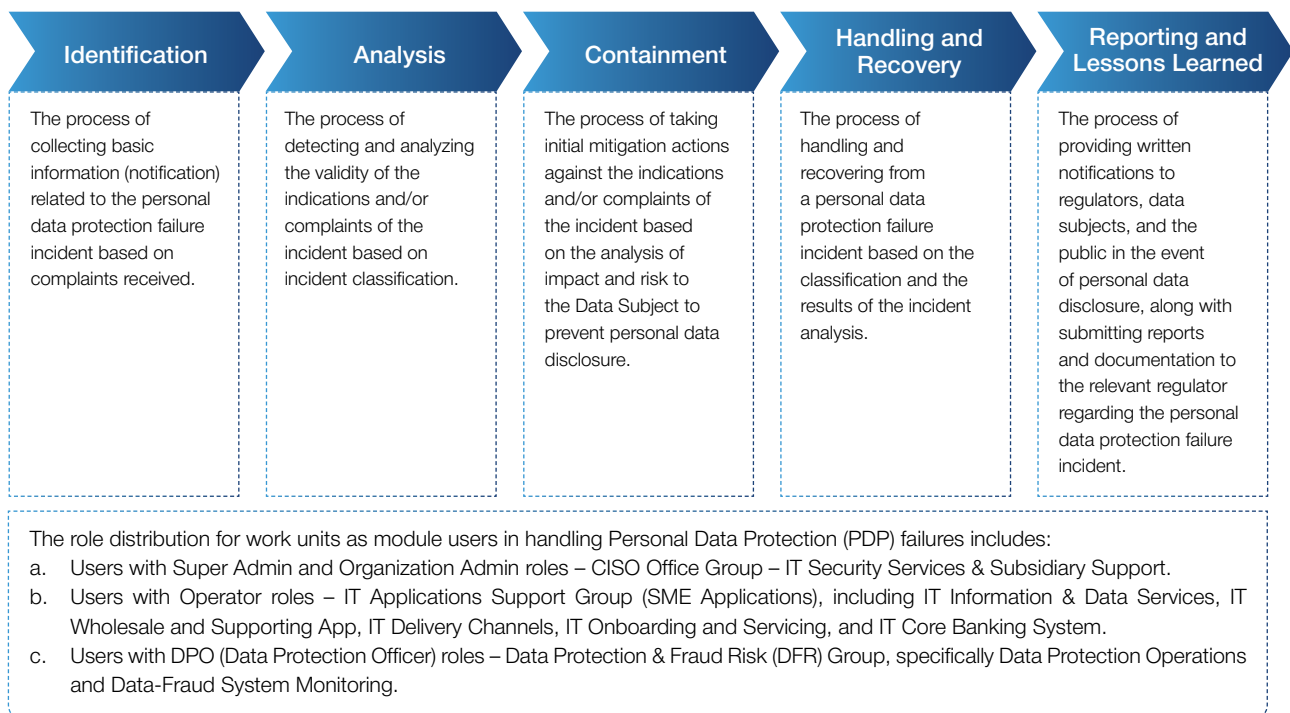 Identification
The process of
collecting basic
information (notification)
related to the personal
data protection failure
incident based on
complaints received.
Analysis
The process of
detecting and analyzing
the validity of the
indications and/or
complaints of the
incident based on
incident classification.
Containment
The process of taking
initial mitigation actions
against the indications
and/or complaints of
the incident based
on the analysis of
impact and risk to
the Data Subject to
prevent personal data
disclosure.
Handling and
Recovery
The process of
handling and
recovering from
a personal data
protection failure
incident based on the
classification and the
results of the incident
analysis.
Reporting and
Lessons Learned
The process of
providing written
notifications to
regulators, data
subjects, and the
public in the event
of personal data
disclosure, along with
submitting reports
and documentation to
the relevant regulator
regarding the personal
data protection failure
incident.
The role distribution for work units as module users in handling Personal Data Protection (PDP) failures includes:
a. Users with Super Admin and Organization Admin roles – CISO Office Group – IT Security Services & Subsidiary Support.
b. Users with Operator roles – IT Applications Support Group (SME Applications), including IT Information & Data Services, IT
Wholesale and Supporting App, IT Delivery Channels, IT Onboarding and Servicing, and IT Core Banking System.
c. Users with DPO (Data Protection Officer) roles – Data Protection & Fraud Risk (DFR) Group, specifically Data Protection Operations
and Data-Fraud System Monitoring.